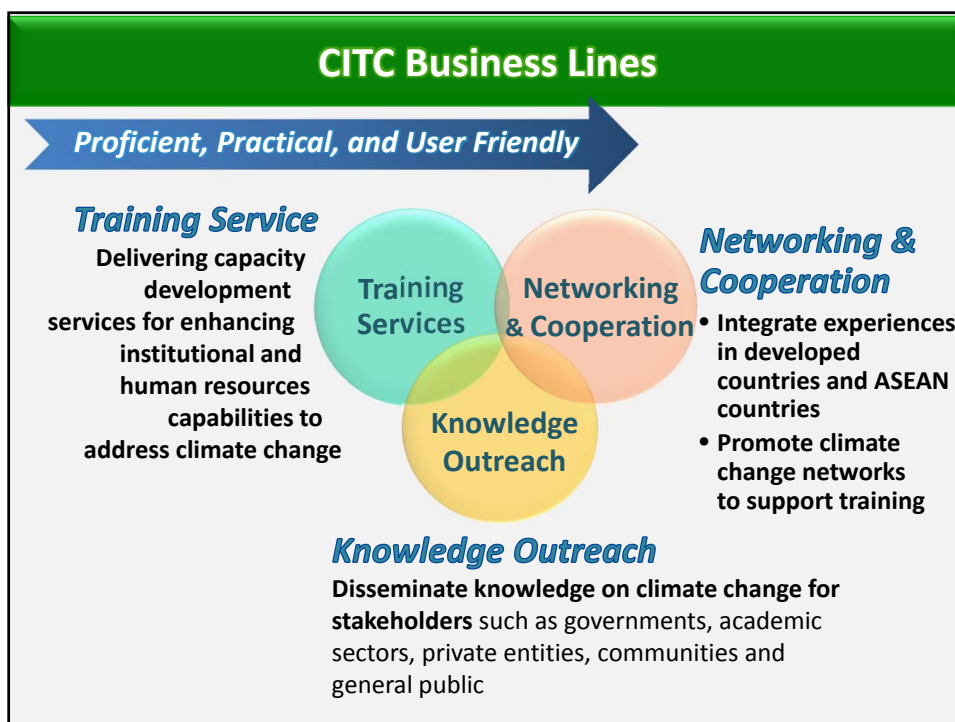 CITC Business Lines
Proficient, Practical, and User Friendly
Training Service
Delivering capacity
development
services for enhancing
institutional and
human resources
capabilities to
address climate change
Training
Services
Networking
& Cooperation
Knowledge
Outreach
Networking &
Cooperation
• Integrate experiences
in developed
countries and ASEAN
countries
• Promote climate
change networks
to support training
Knowledge Outreach
Disseminate knowledge on climate change for
stakeholders such as governments, academic
sectors, private entities, communities and
general public